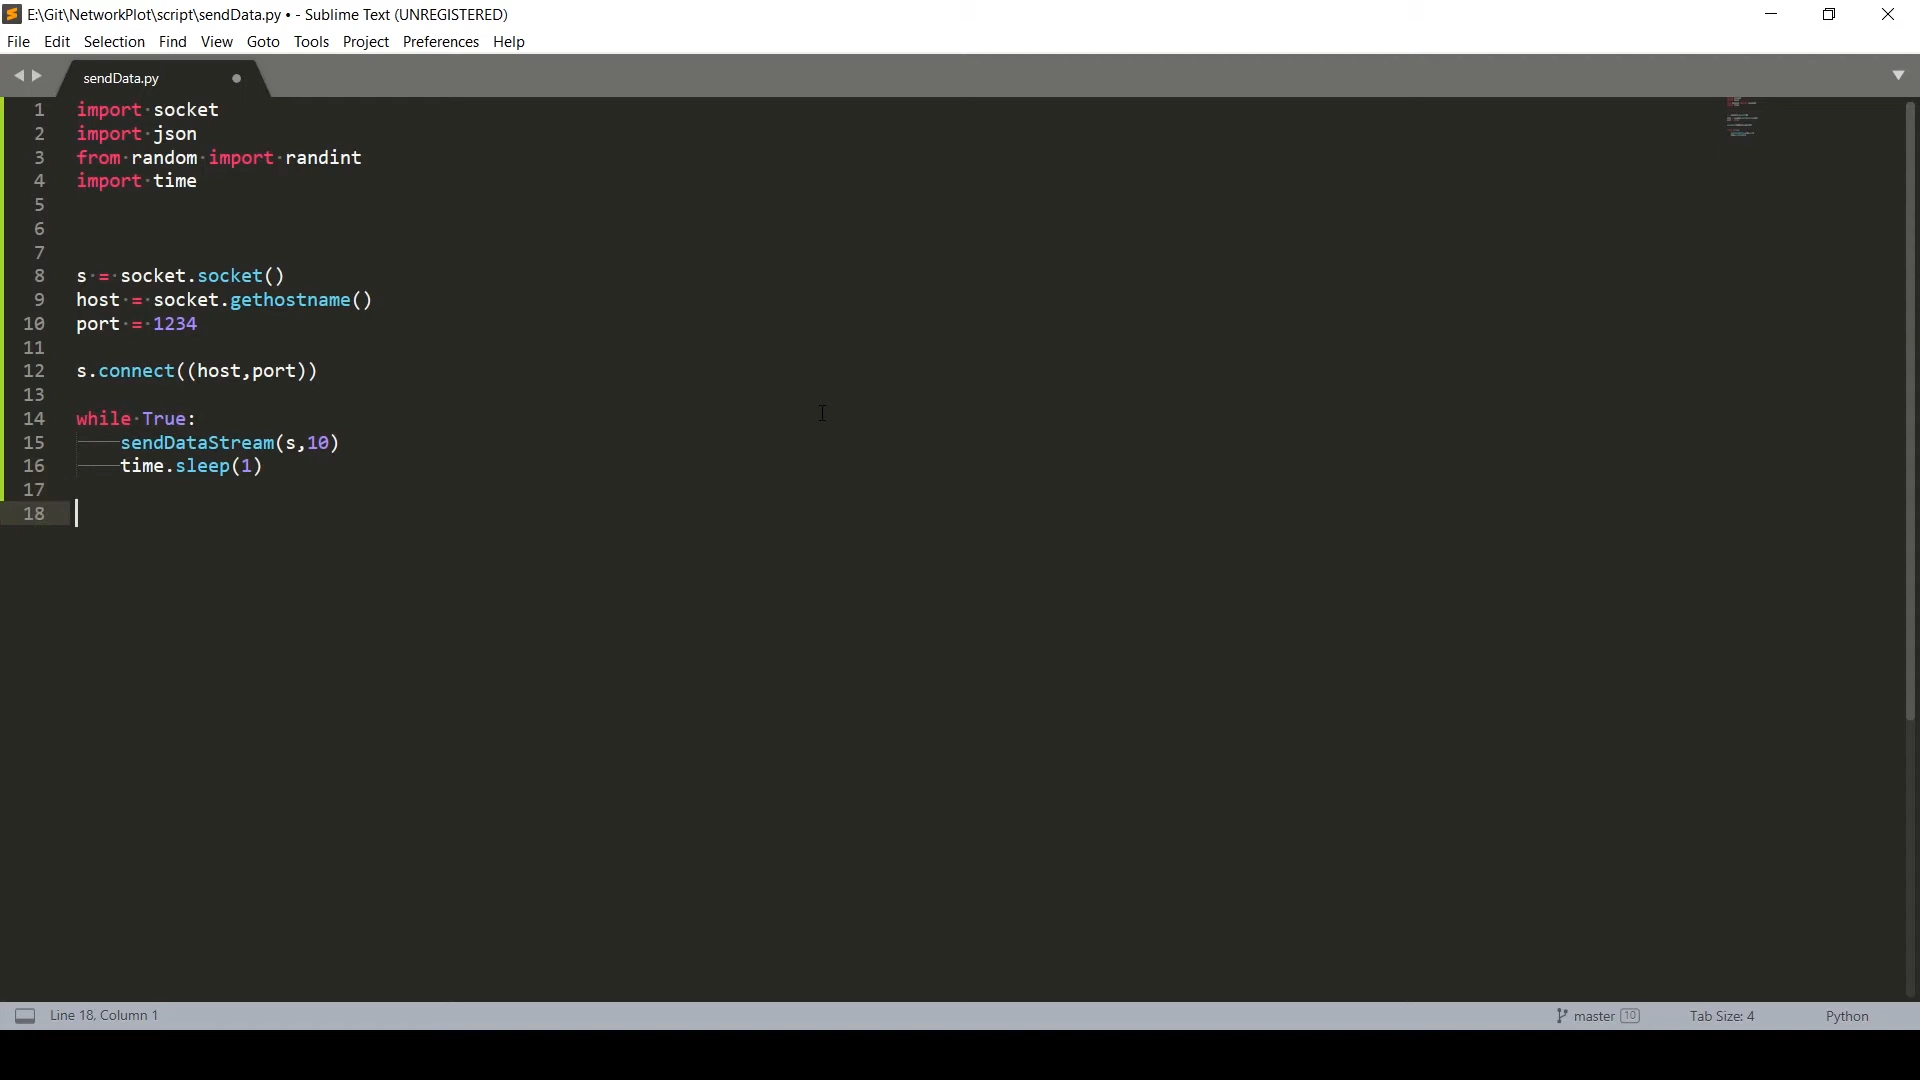 E:\Git\NetworkPlot\script\sendData.py • - Sublime Text (UNREGISTERED)
File Edit Selection Find View Goto Tools Project Preferences Help
sendData.py
1 import socket
2 import json
3 from random import randint
4 import time
5
6
7
8 s = socket.socket()
9 host = socket.gethostname()
10 port = 1234
11
12 s.connect((host,port))
13
14 while True:
15 sendDataStream(s,10)
16 time.sleep(1)
17
18
Line 18, Column 1 master 10 Tab Size: 4 Python